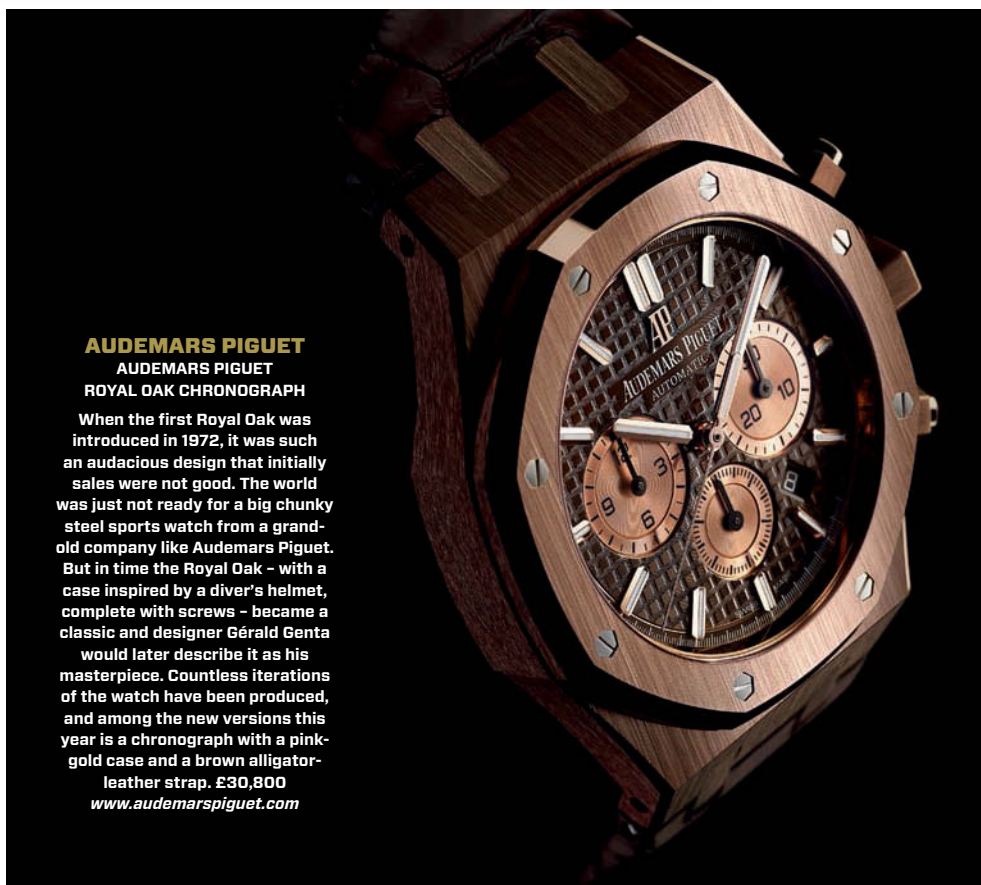 AUDEMARS PIGUET
AUDEMARS PIGUET
ROYAL OAK CHRONOGRAPH
When the first Royal Oak was
introduced in 1972, it was such
an audacious design that initially
sales were not good. The world
was just not ready for a big chunky
steel sports watch from a grand-
old company like Audemars Piguet.
But in time the Royal Oak – with a
case inspired by a diver's helmet,
complete with screws – became a
classic and designer Gérald Genta
would later describe it as his
masterpiece. Countless iterations
of the watch have been produced,
and among the new versions this
year is a chronograph with a pink-
gold case and a brown alligator-
leather strap. £30,800
www.audemarspiguet.com
AP
AUDEMARS PIGUET
AUTOMATIC
10
20
3
6
9
8